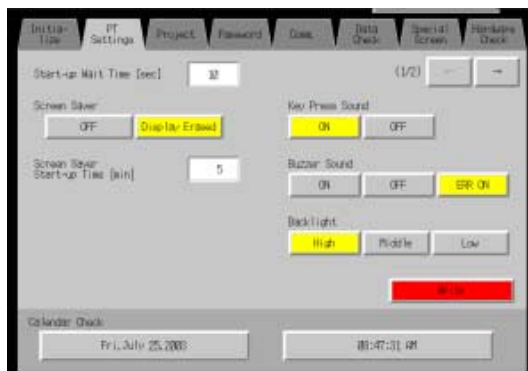 Initia-
lize
PT
Settings
Project
Password
Comm.
Data
Check
Special
Screen
Hardware
Check
Start-up Wait Time [sec]
10
(1/2)
←
→
Screen Saver
OFF
Display Erased
Key Press Sound
ON
OFF
Screen Saver
Start-up Time [min]
5
Buzzer Sound
ON
OFF
ERR ON
Backlight
High
Middle
Low
Write
Calendar Check
Fri.July 25.2003
:47:31 AM